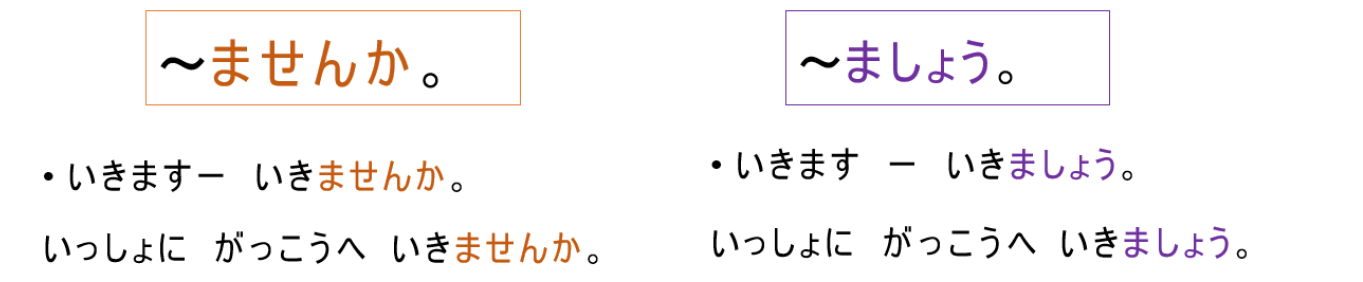 ～ませんか。
・いきますー　いきませんか。
いっしょに　がっこうへ　いきませんか。
～ましょう。
・いきます　ー　いきましょう。
いっしょに　がっこうへ　いきましょう。